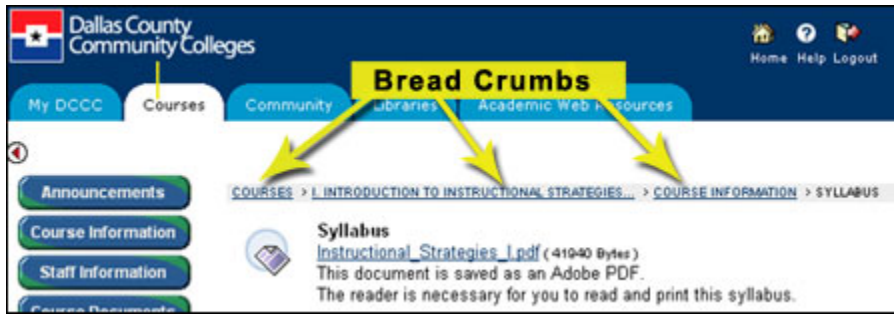 Dallas County
Community Colleges
Home Help Logout
Bread Crumbs
My DCCC Courses Community Libraries Academic Web Resources
Announcements
COURSES > I. INTRODUCTION TO INSTRUCTIONAL STRATEGIES... > COURSE INFORMATION > SYLLABUS
Course Information
Syllabus
Instructional_Strategies_I.pdf ( 41940 Bytes )
Staff Information
This document is saved as an Adobe PDF.
The reader is necessary for you to read and print this syllabus.
Course Documents